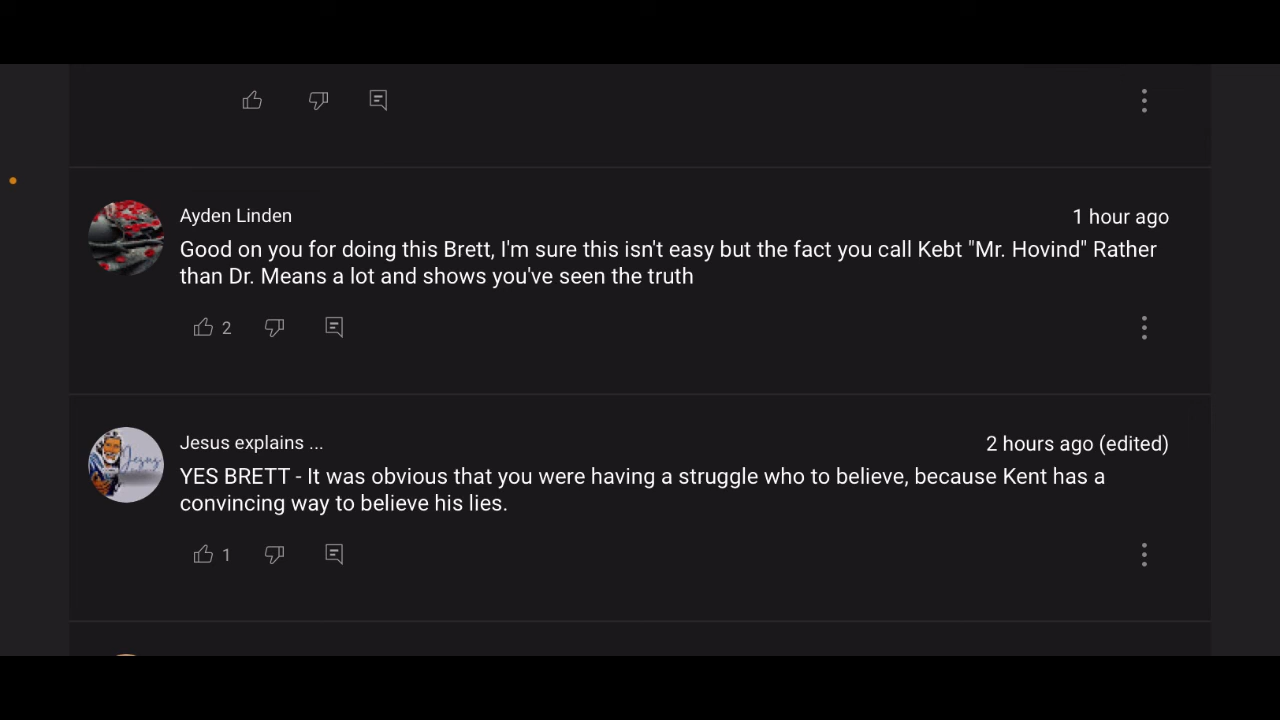 Ayden Linden
1 hour ago
Good on you for doing this Brett, I'm sure this isn't easy but the fact you call Kebt "Mr. Hovind" Rather
than Dr. Means a lot and shows you've seen the truth
2
Jesus explains ...
2 hours ago (edited)
YES BRETT - It was obvious that you were having a struggle who to believe, because Kent has a
convincing way to believe his lies.
1
Jesus